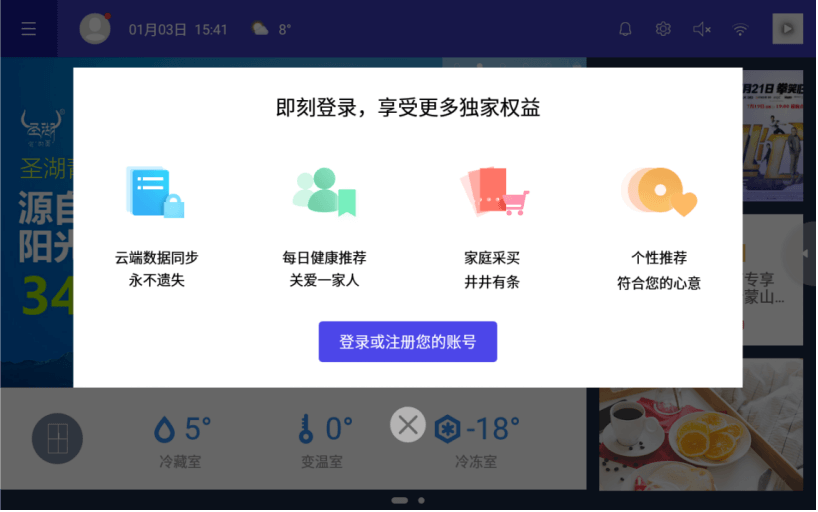 01月03日 15:41 8°
即刻登录，享受更多独家权益
云端数据同步
永不遗失
每日健康推荐
关爱一家人
家庭采买
井井有条
个性推荐
符合您的心意
登录或注册您的账号
圣湖
圣湖
源自
阳光
34
月21日 拳笑
专享
蒙山...
5°
冷藏室
0°
变温室
-18°
冷冻室